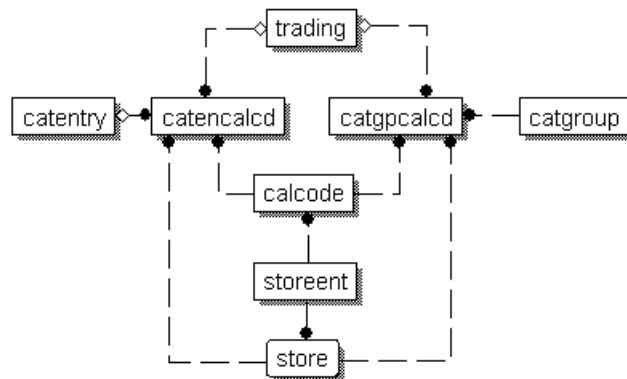 trading
catentry
catencalcd
catgpcalcd
catgroup
calcode
storeent
store